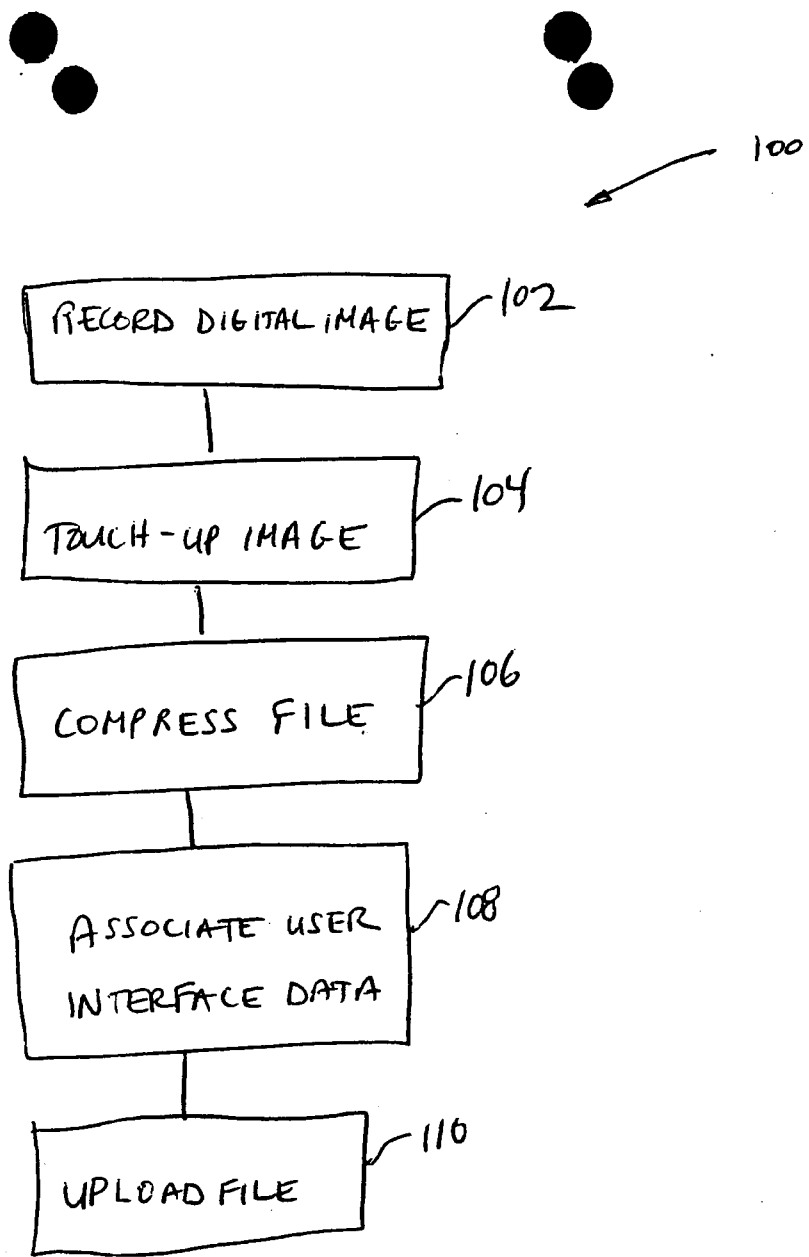 100
RECORD DIGITAL IMAGE
102
TOUCH-UP IMAGE
104
COMPRESS FILE
106
ASSOCIATE USER
INTERFACE DATA
108
UPLOAD FILE
110